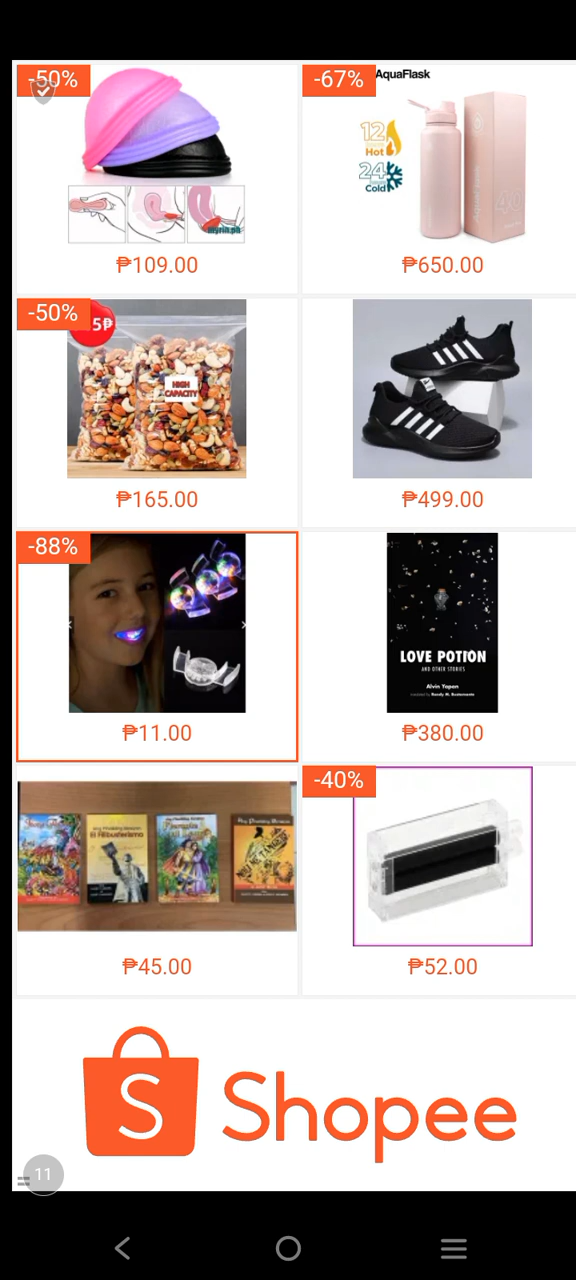 -50%
-67%
AquaFlask
12
Hot
24
Cold
myrin.ph
₱109.00
₱650.00
-50%
5₱
HIGH
CAPACITY
₱165.00
₱499.00
-88%
LOVE POTION
AND OTHER STORIES
Alvin Yapan
₱11.00
₱380.00
-40%
El Filibusterismo
₱45.00
₱52.00
S Shopee
11